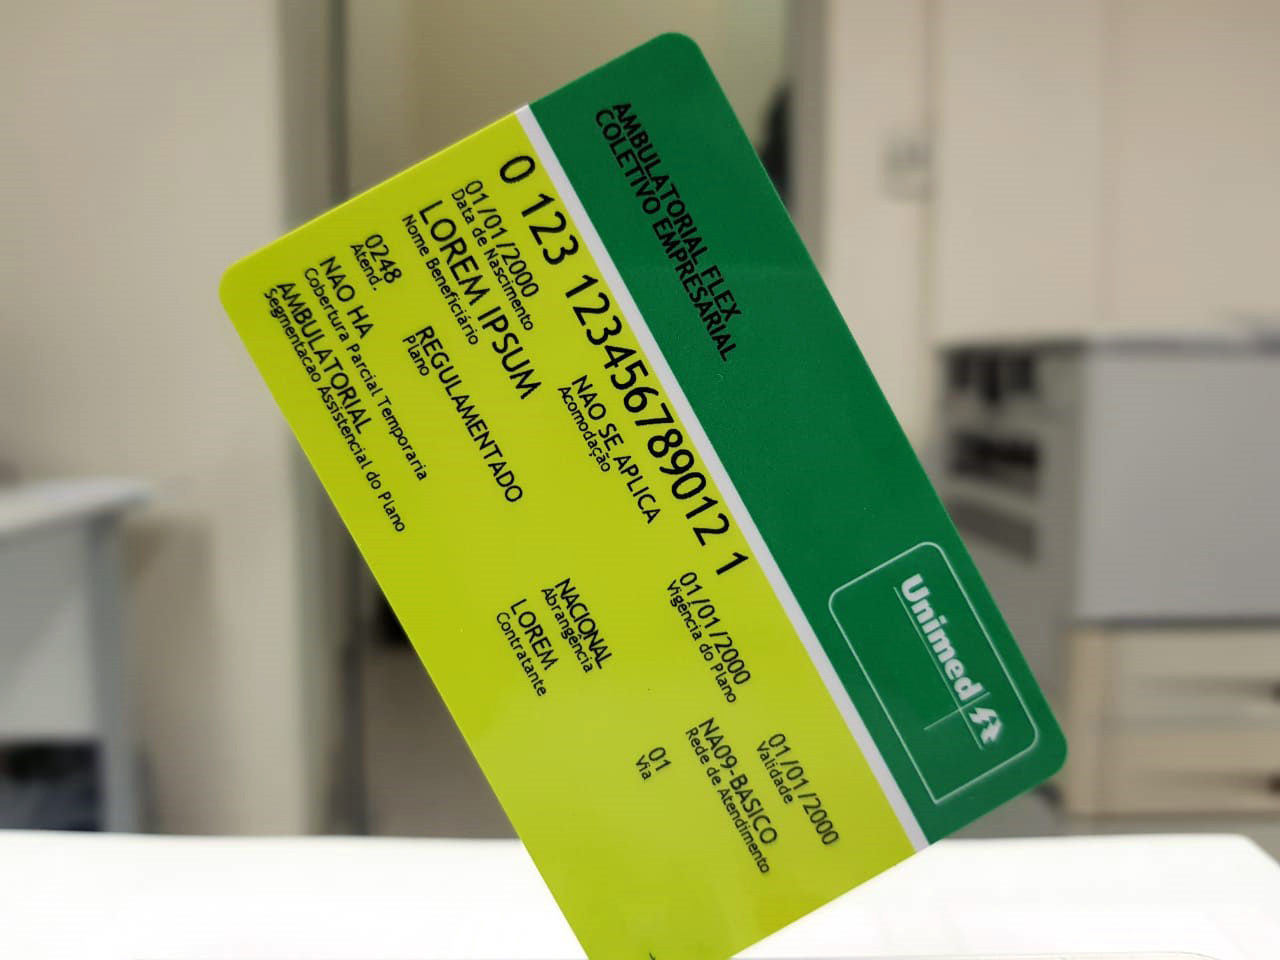 AMBULATORIAL FLEX
COLETIVO EMPRESARIAL
Unimed
0 123 123456789012 1
01/01/2000
Data de Nascimento
NAO SE APLICA
Acomodação
01/01/2000
Vigência do Plano
01/01/2000
Validade
LOREM IPSUM
Nome Beneficiário
NA09-BASICO
Rede de Atendimento
0248
Atend.
REGULAMENTADO
Plano
NACIONAL
Abrangência
01
Via
NAO HA
Cobertura Parcial Temporaria
LOREM
Contratante
AMBULATORIAL
Segmentacao Assistencial do Plano